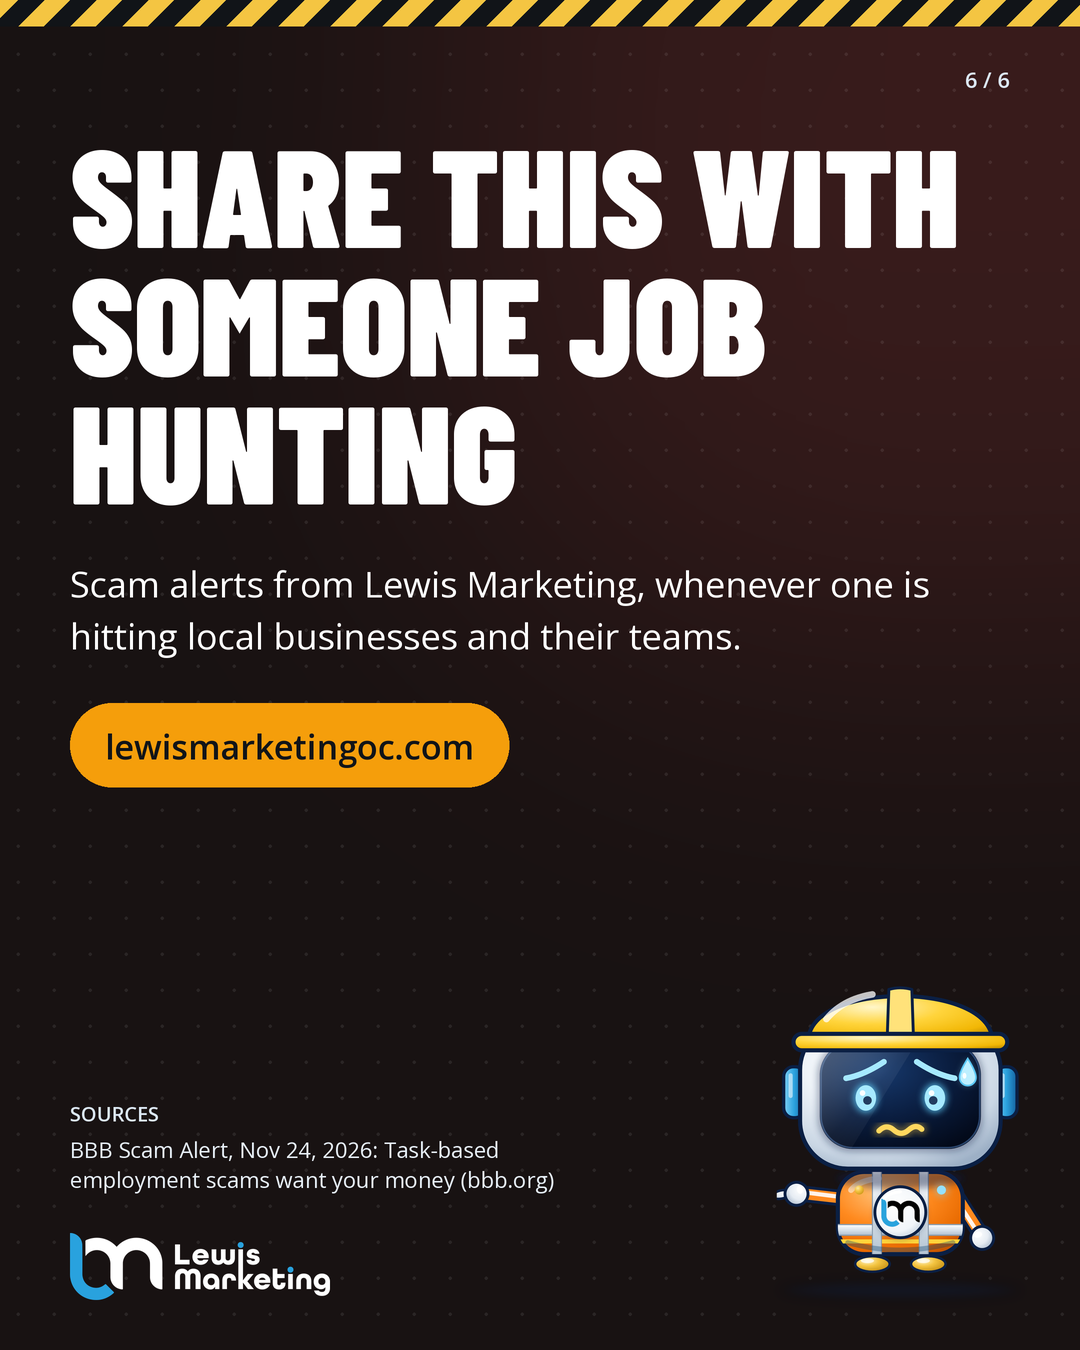 6 / 6
SHARE THIS WITH
SOMEONE JOB
HUNTING
Scam alerts from Lewis Marketing, whenever one is
hitting local businesses and their teams.
lewismarketingoc.com
SOURCES
BBB Scam Alert, Nov 24, 2026: Task-based
employment scams want your money (bbb.org)
lm
Lewis
Marketing
lm